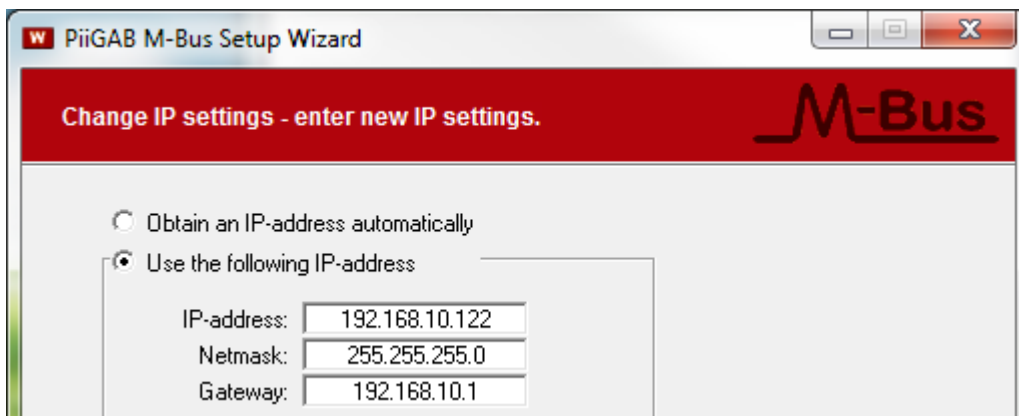 W PiiGAB M-Bus Setup Wizard
Change IP settings - enter new IP settings.
M-Bus
Obtain an IP-address automatically
Use the following IP-address
IP-address: 192.168.10.122
Netmask: 255.255.255.0
Gateway: 192.168.10.1